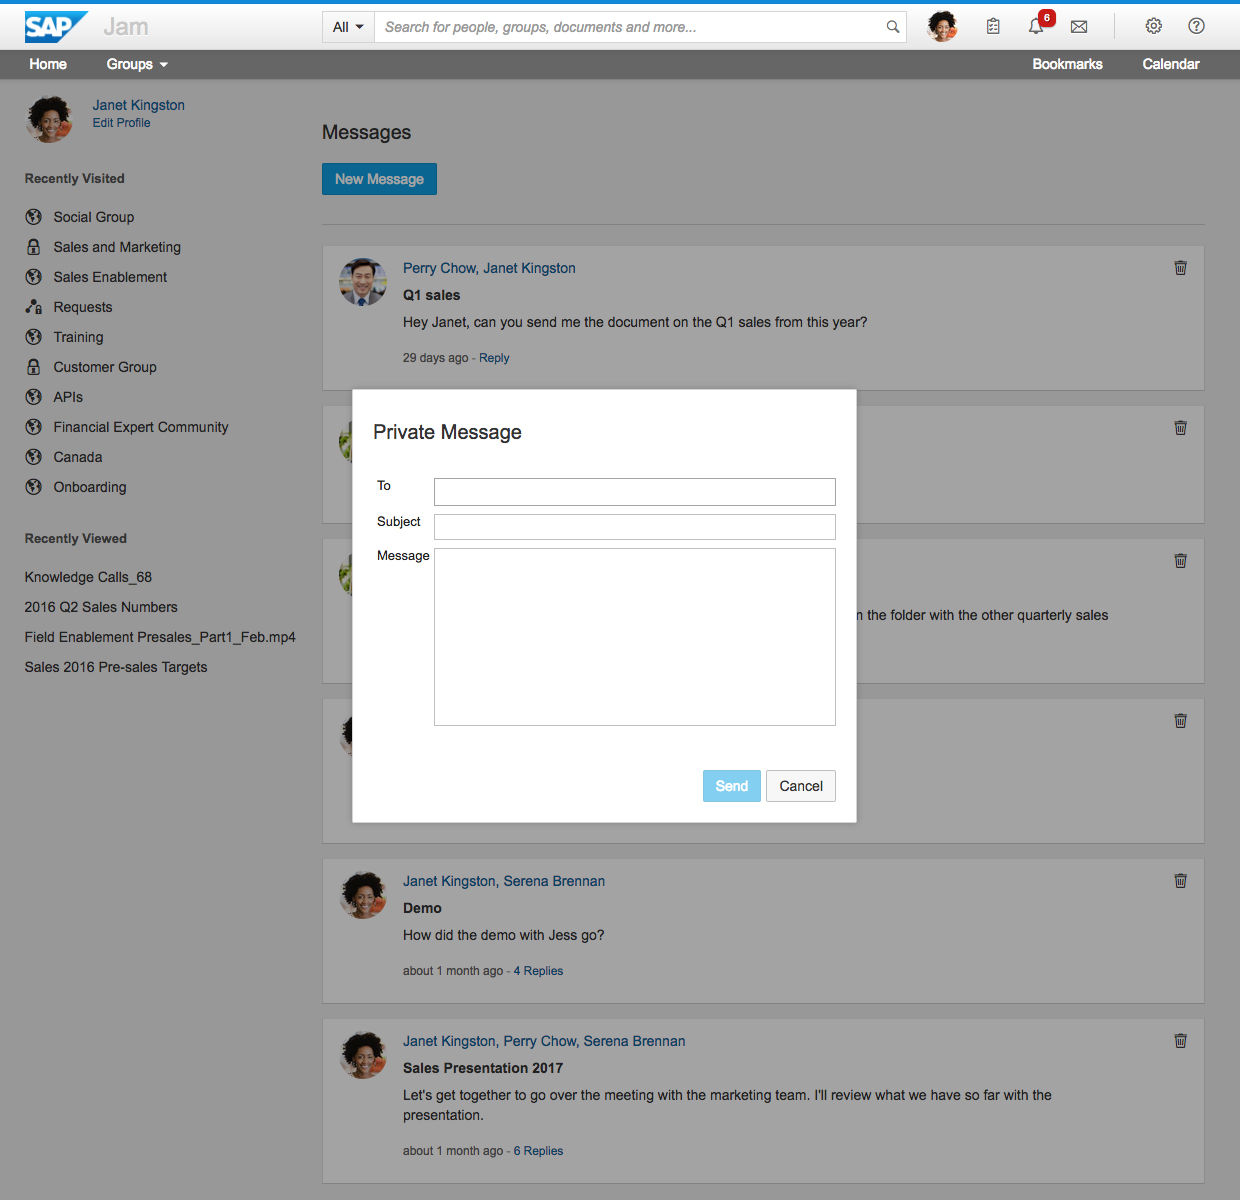 SAP Jam
All
Search for people, groups, documents and more...
6
Home
Groups
Bookmarks
Calendar
Janet Kingston
Edit Profile
Recently Visited
Social Group
Sales and Marketing
Sales Enablement
Requests
Training
Customer Group
APIs
Financial Expert Community
Canada
Onboarding
Recently Viewed
Knowledge Calls_68
2016 Q2 Sales Numbers
Field Enablement Presales_Part1_Feb.mp4
Sales 2016 Pre-sales Targets
Messages
New Message
Perry Chow, Janet Kingston
Q1 sales
Hey Janet, can you send me the document on the Q1 sales from this year?
29 days ago - Reply
Private Message
To
Subject
Message
Send
Cancel
the folder with the other quarterly sales
Janet Kingston, Serena Brennan
Demo
How did the demo with Jess go?
about 1 month ago - 4 Replies
Janet Kingston, Perry Chow, Serena Brennan
Sales Presentation 2017
Let's get together to go over the meeting with the marketing team. I'll review what we have so far with the
presentation.
about 1 month ago - 6 Replies